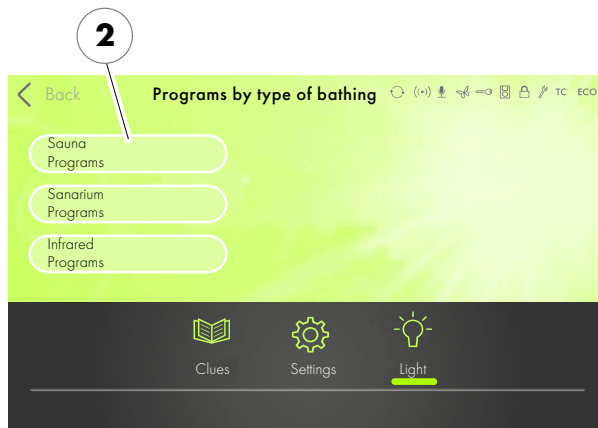 2
Back Programs by type of bathing TC ECO
Sauna
Programs
Sanarium
Programs
Infrared
Programs
Clues Settings Light